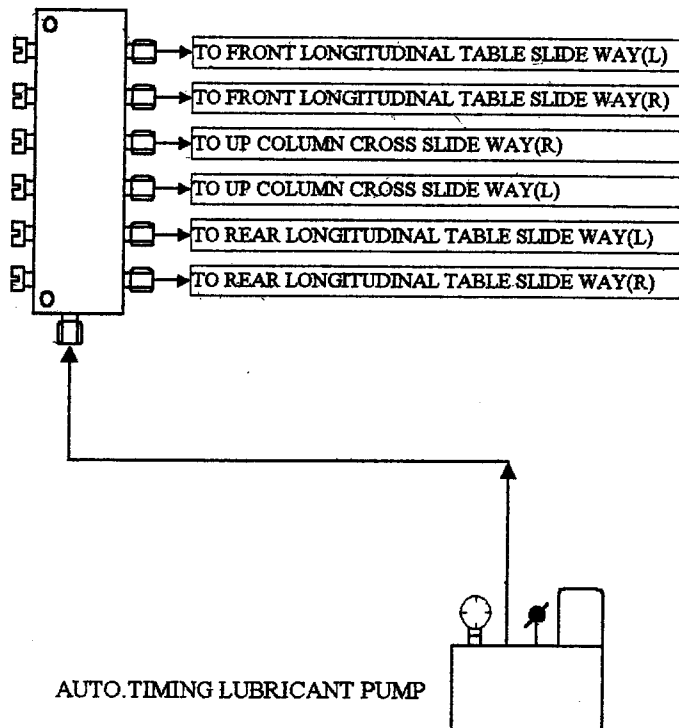 TO FRONT LONGITUDINAL TABLE SLIDE WAY(L)
TO FRONT LONGITUDINAL TABLE SLIDE WAY(R)
TO UP COLUMN CROSS SLIDE WAY(R)
TO UP COLUMN CROSS SLIDE WAY(L)
TO REAR LONGITUDINAL TABLE SLIDE WAY(L)
TO REAR LONGITUDINAL TABLE SLIDE WAY(R)
AUTO.TIMING LUBRICANT PUMP